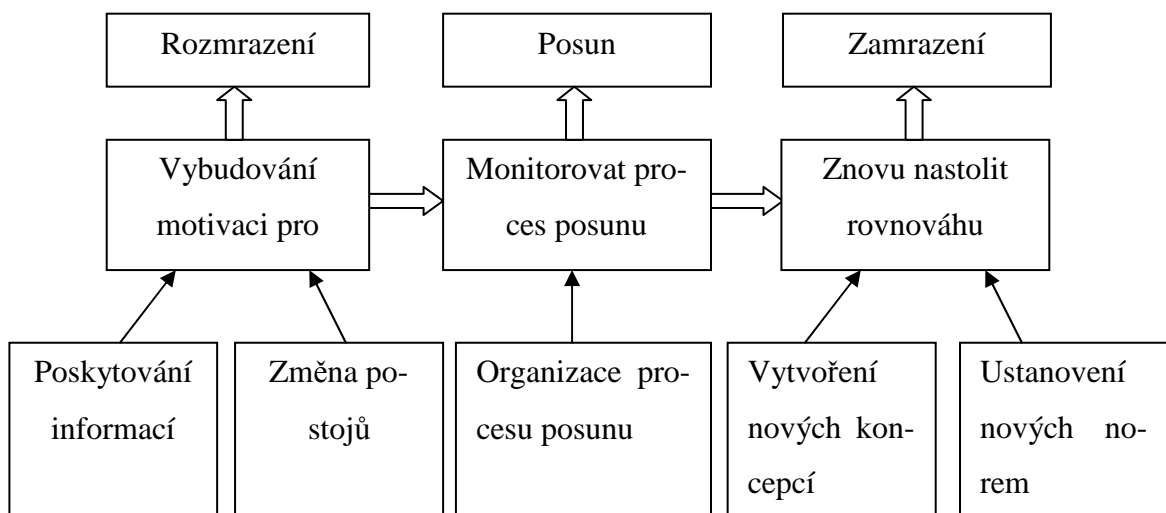 Rozmrazení
Posun
Zamrazení
Vybudování
motivaci pro
Monitorovat pro-
ces posunu
Znovu nastolit
rovnováhu
Poskytování
informací
Změna po-
stojů
Organizace pro-
cesu posunu
Vytvoření
nových kon-
cepcí
Ustanovení
nových no-
rem